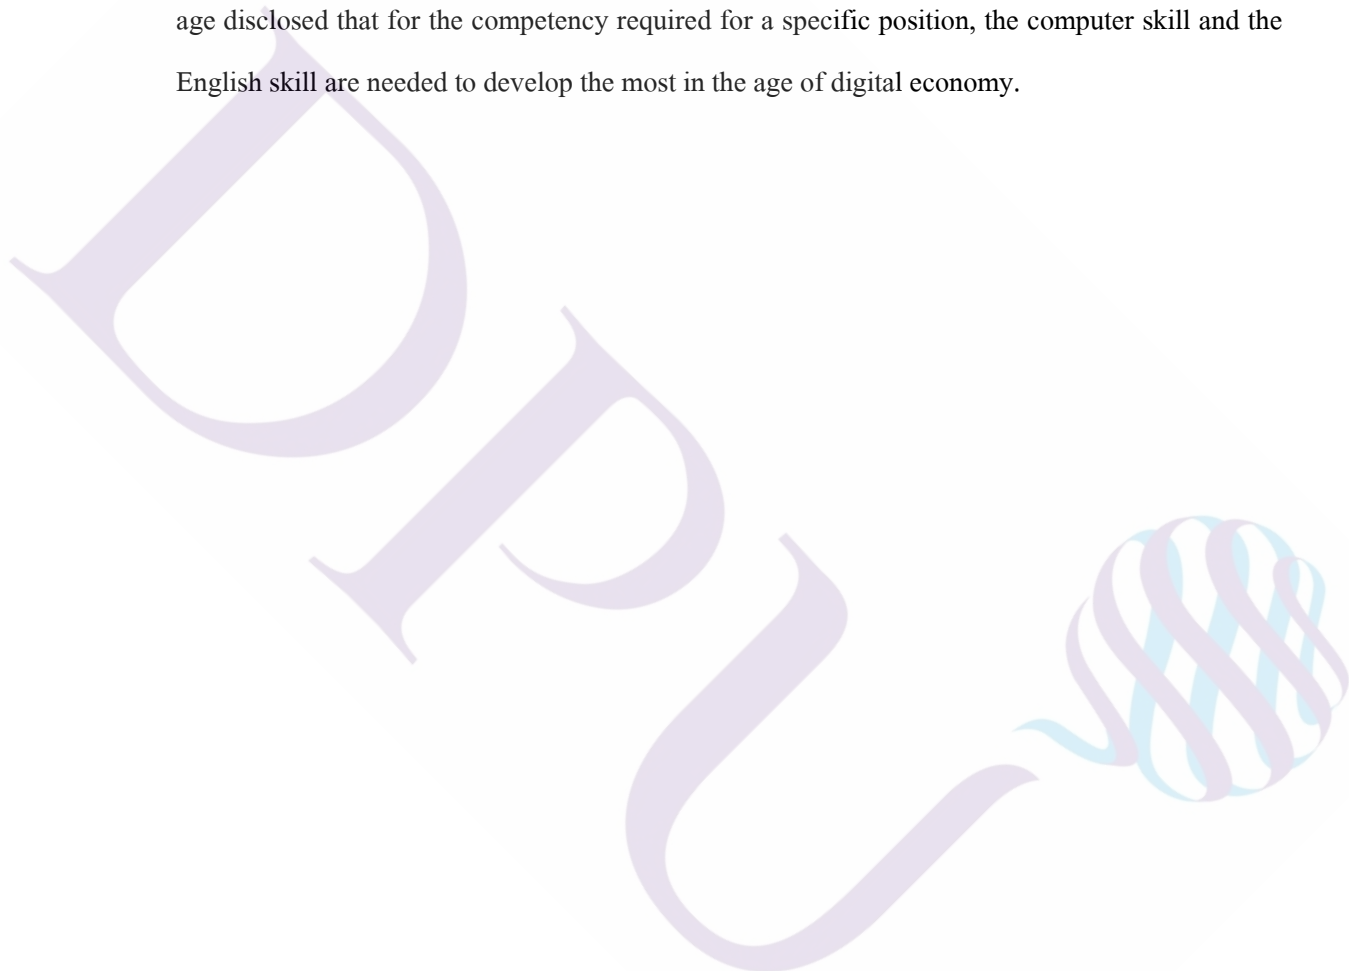 age disclosed that for the competency required for a specific position, the computer skill and the
English skill are needed to develop the most in the age of digital economy.
DPU